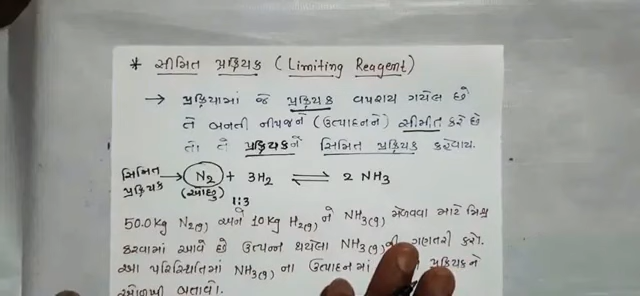 * સીમિત પ્રક્રિયક (Limiting Reagent)
→ પ્રક્રિયામાં જે પ્રક્રિયક વપરાય ગયેલ છે
તે બનતી નીપજને (ઉત્પાદનને) સીમીત કરે છે
તો તે પ્રક્રિયકને સિમિત પ્રક્રિયક કહેવાય.
સિમિત પ્રક્રિયક → N₂ + 3H₂ ⇌ 2 NH₃
1:3
50.0 Kg N₂(g) અને 10 Kg H₂(g) ને NH₃(g) મેળવવા માટે મિશ્ર
કરવામાં આવે છે ઉત્પન્ન થયેલા NH₃(g) ની ગણતરી કરો.
આ પરિસ્થિતિમાં NH₃(g) ના ઉત્પાદનમાં પ્રક્રિયકને
ઓળખી બતાવો.